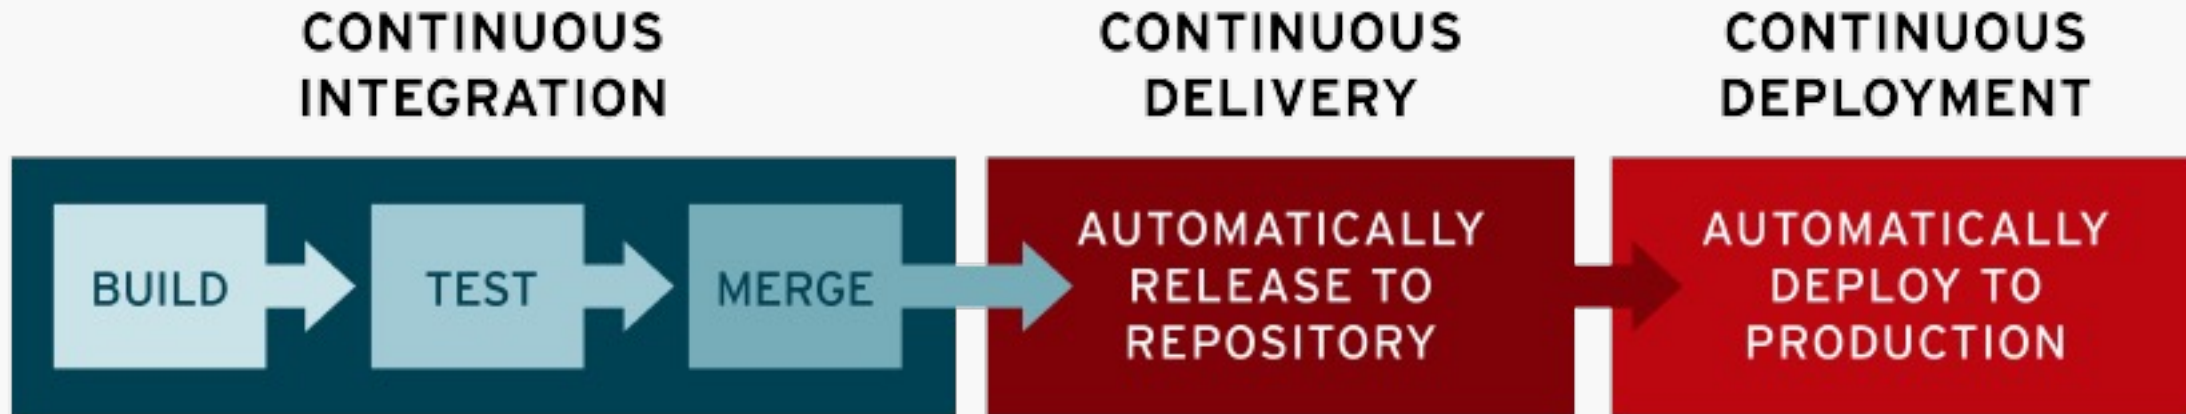 CONTINUOUS
INTEGRATION
BUILD
TEST
MERGE
CONTINUOUS
DELIVERY
AUTOMATICALLY
RELEASE TO
REPOSITORY
CONTINUOUS
DEPLOYMENT
AUTOMATICALLY
DEPLOY TO
PRODUCTION